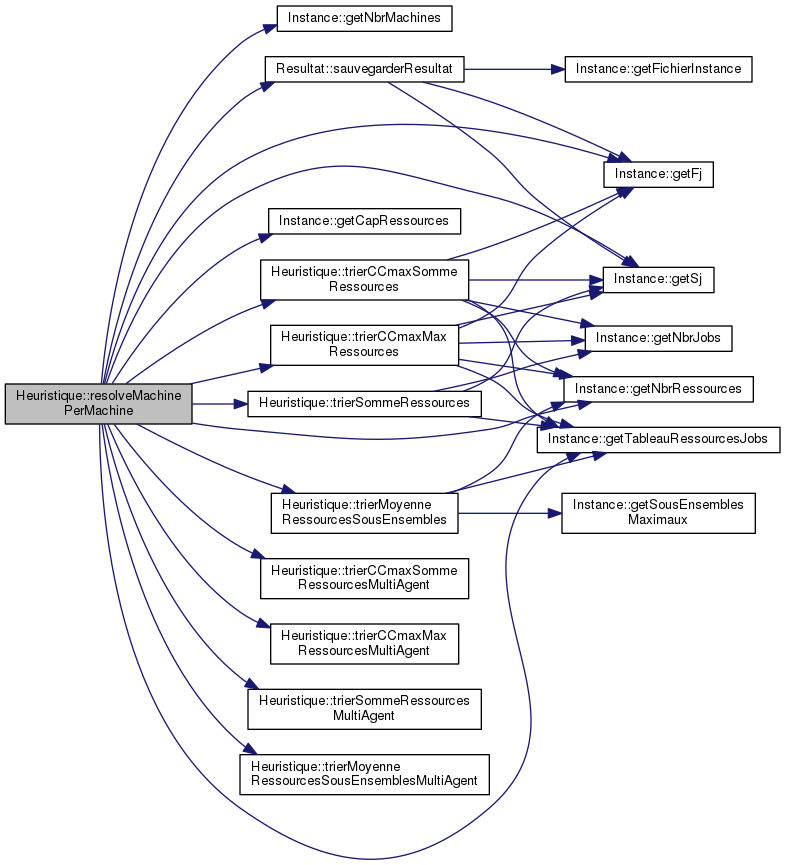 Instance::getNbrMachines
Resultat::sauvegarderResultat
Instance::getFichierInstance
Instance::getFj
Instance::getCapRessources
Heuristique::trierCCmaxSomme
Ressources
Instance::getSj
Heuristique::trierCCmaxMax
Ressources
Instance::getNbrJobs
Heuristique::resolveMachine
PerMachine
Heuristique::trierSommeRessources
Instance::getNbrRessources
Instance::getTableauRessourcesJobs
Heuristique::trierMoyenne
RessourcesSousEnsembles
Instance::getSousEnsembles
Maximaux
Heuristique::trierCCmaxSomme
RessourcesMultiAgent
Heuristique::trierCCmaxMax
RessourcesMultiAgent
Heuristique::trierSommeRessources
MultiAgent
Heuristique::trierMoyenne
RessourcesSousEnsemblesMultiAgent